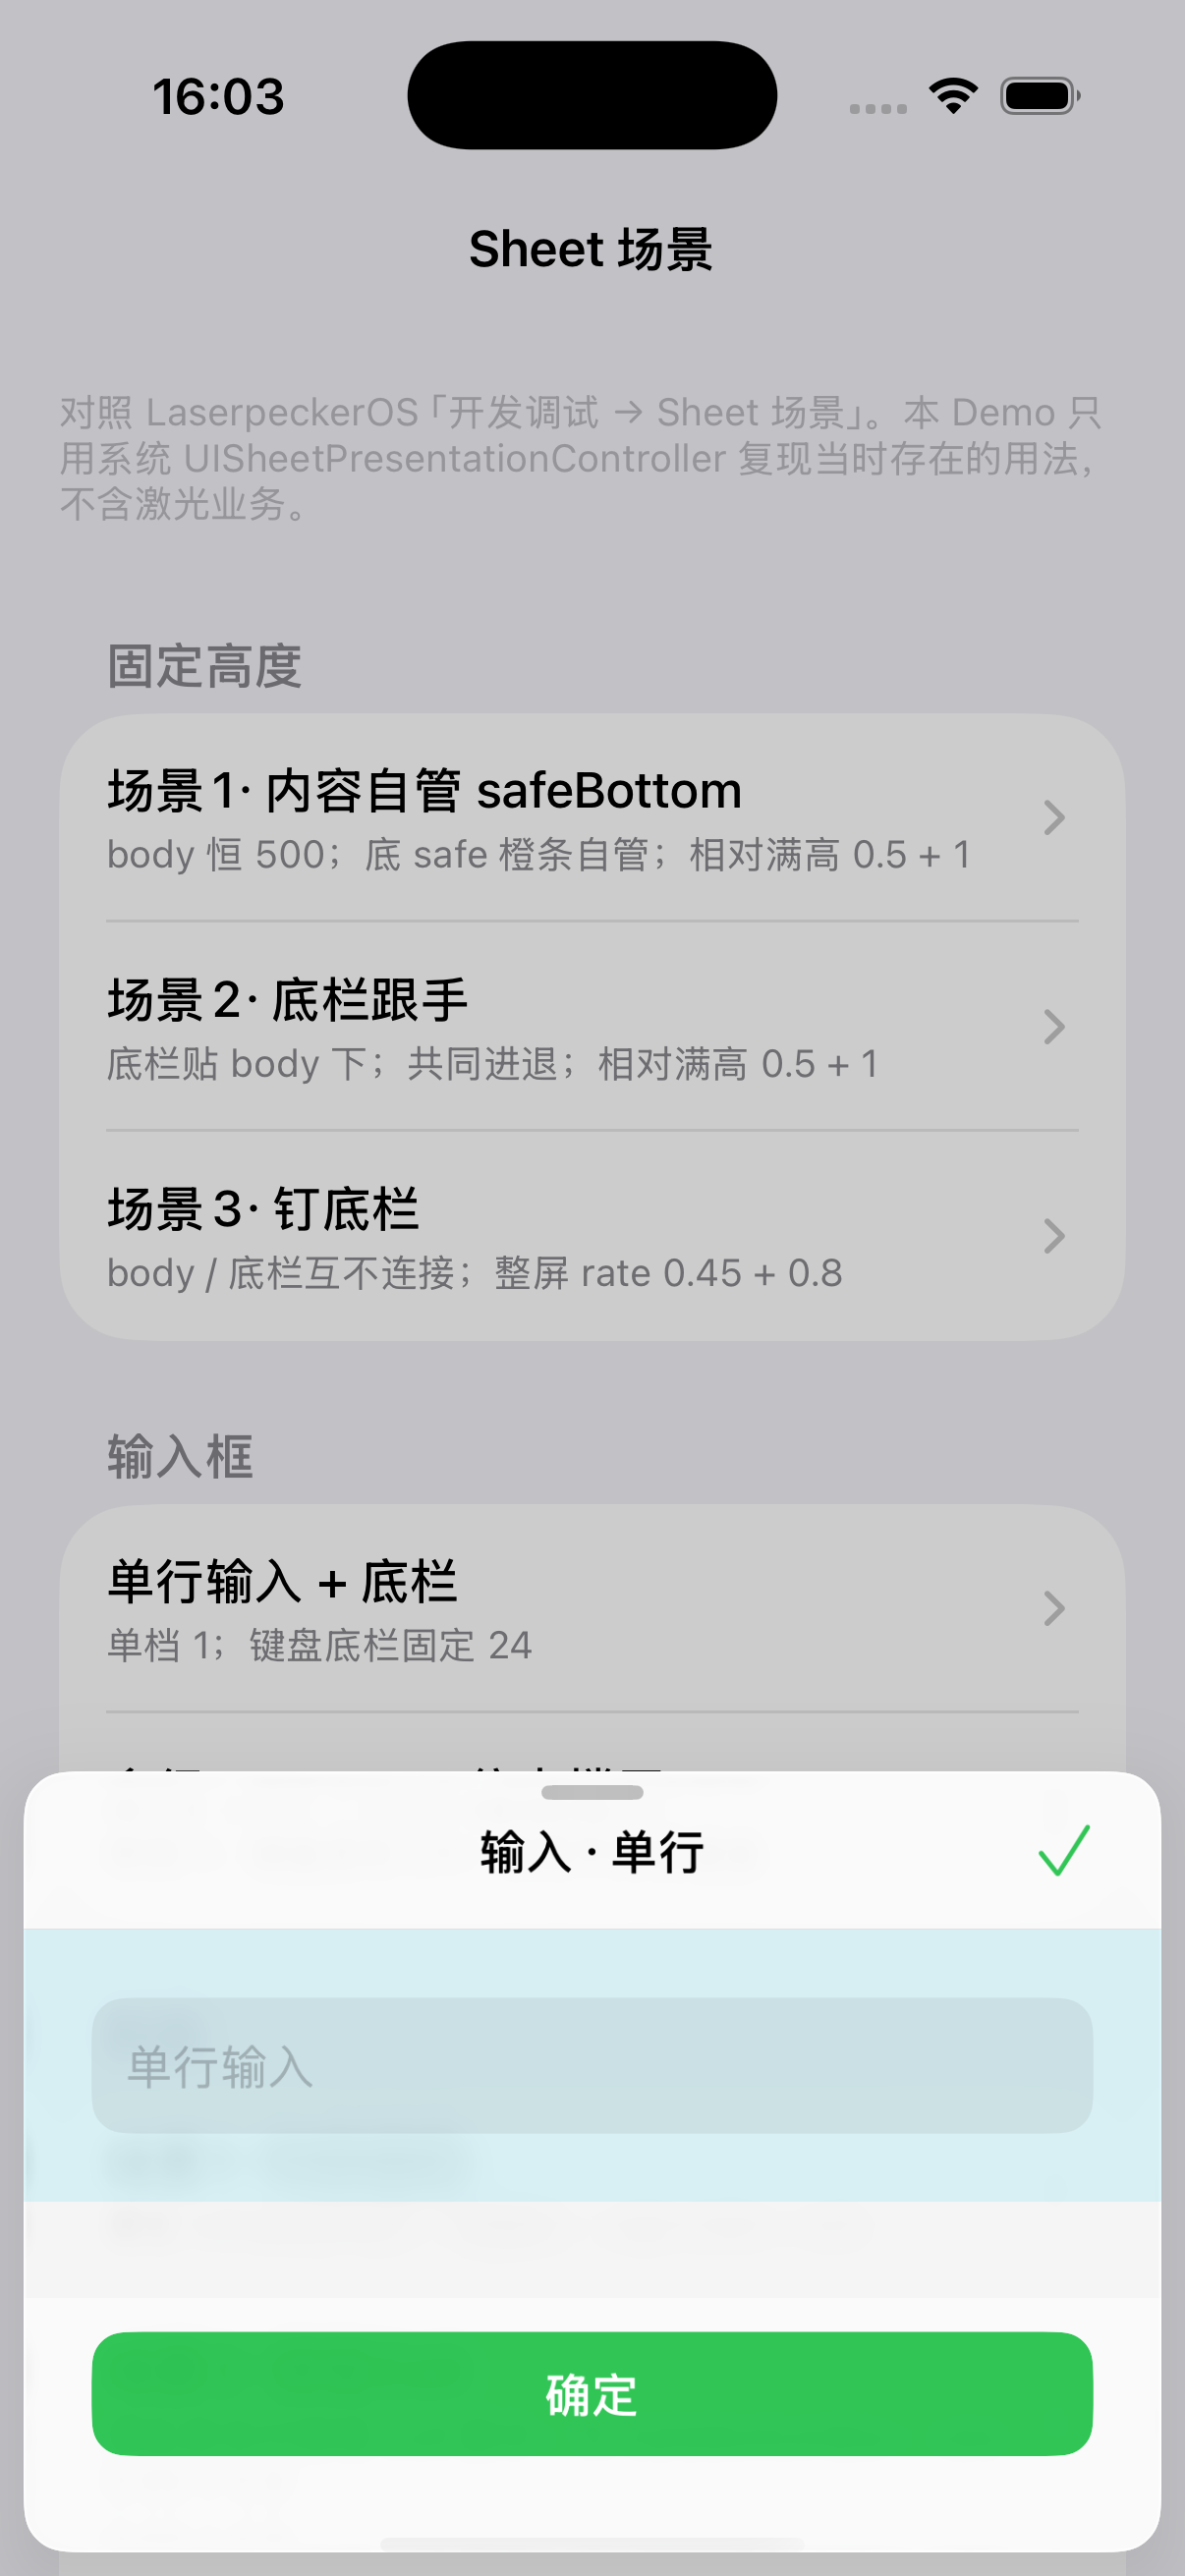 16:03
Sheet 场景
对照 LaserpeckerOS「开发调试 → Sheet 场景」。本 Demo 只
用系统 UISheetPresentationController 复现当时存在的用法，
不含激光业务。
固定高度
场景 1 · 内容自管 safeBottom
body 恒 500；底 safe 橙条自管；相对满高 0.5 + 1
场景 2 · 底栏跟手
底栏贴 body 下；共同进退；相对满高 0.5 + 1
场景 3 · 钉底栏
body / 底栏互不连接；整屏 rate 0.45 + 0.8
输入框
单行输入 + 底栏
单档 1；键盘底栏固定 24
输入 · 单行
单行输入
确定